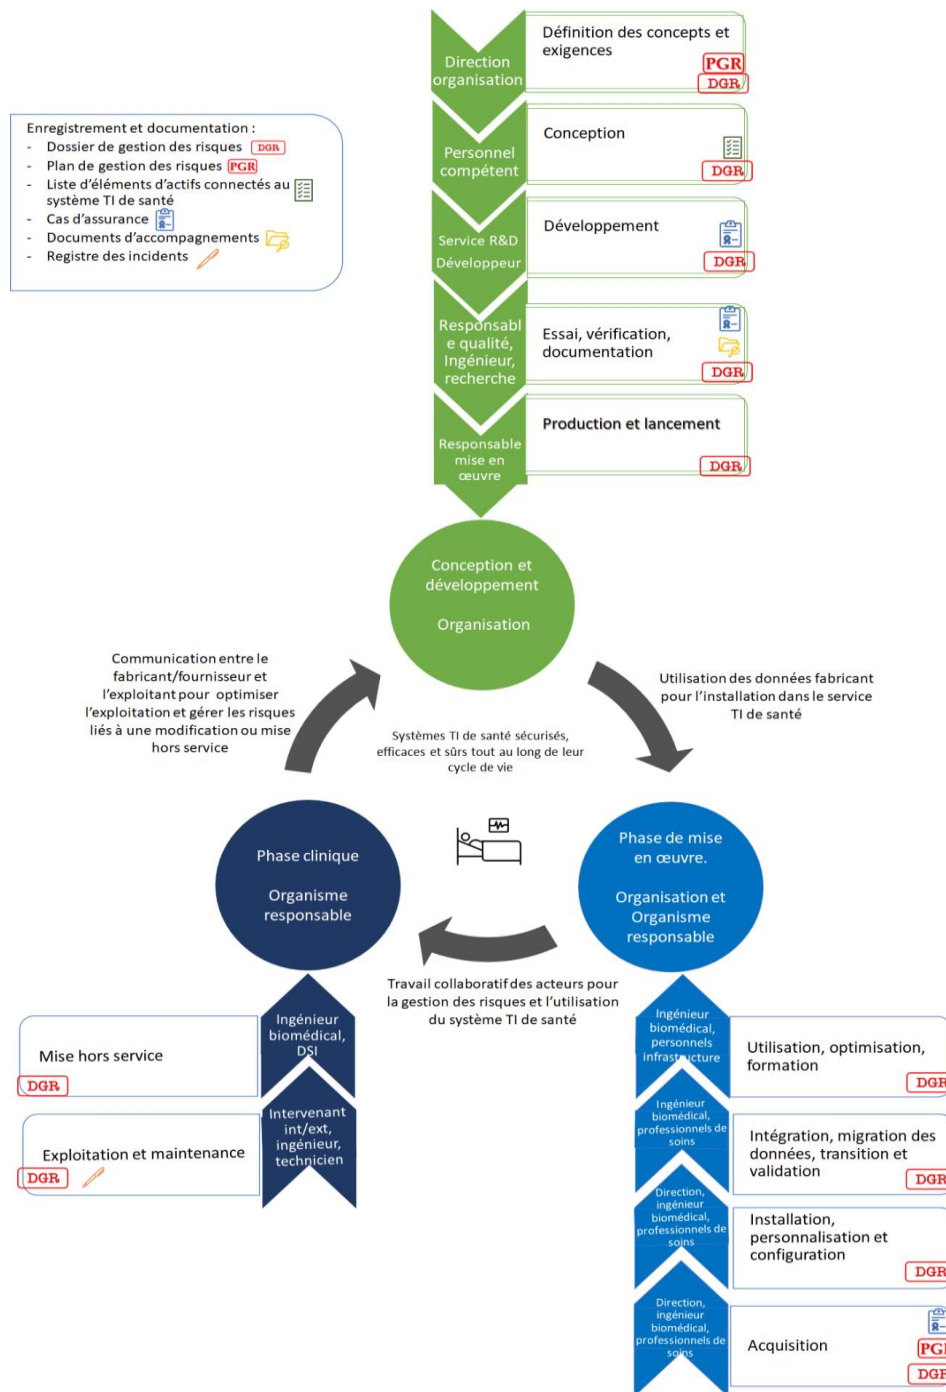 Direction
organisation
Définition des concepts et
exigences
PGR
DGR
Enregistrement et documentation :
- Dossier de gestion des risques DGR
- Plan de gestion des risques PGR
- Liste d'éléments d'actifs connectés au
système TI de santé
- Cas d'assurance
- Documents d'accompagnements
- Registre des incidents
Personnel
compétent
Conception
DGR
Service R&D
Développeur
Développement
DGR
Responsabl
e qualité,
Ingénieur,
recherche
Essai, vérification,
documentation
DGR
Responsable
mise en
œuvre
Production et lancement
DGR
Conception et
développement
Organisation
Communication entre le
fabricant/fournisseur et
l'exploitant pour optimiser
l'exploitation et gérer les risques
liés à une modification ou mise
hors service
Utilisation des données fabricant
pour l'installation dans le service
TI de santé
Systèmes TI de santé sécurisés,
efficaces et sûrs tout au long de leur
cycle de vie
Phase clinique
Organisme
responsable
Phase de mise
en œuvre.
Organisation et
Organisme
responsable
Travail collaboratif des acteurs pour
la gestion des risques et l'utilisation
du système TI de santé
Mise hors service
DGR
Ingénieur
biomédical,
DSI
Exploitation et maintenance
DGR
Intervenant
int/ext,
ingénieur,
technicien
Ingénieur
biomédical,
personnels
infrastructure
Utilisation, optimisation,
formation
DGR
Ingénieur
biomédical,
professionnels de
soins
Intégration, migration des
données, transition et
validation
DGR
Direction,
ingénieur
biomédical,
professionnels de
soins
Installation,
personnalisation et
configuration
DGR
Direction,
ingénieur
biomédical,
professionnels de
soins
Acquisition
PGR
DGR